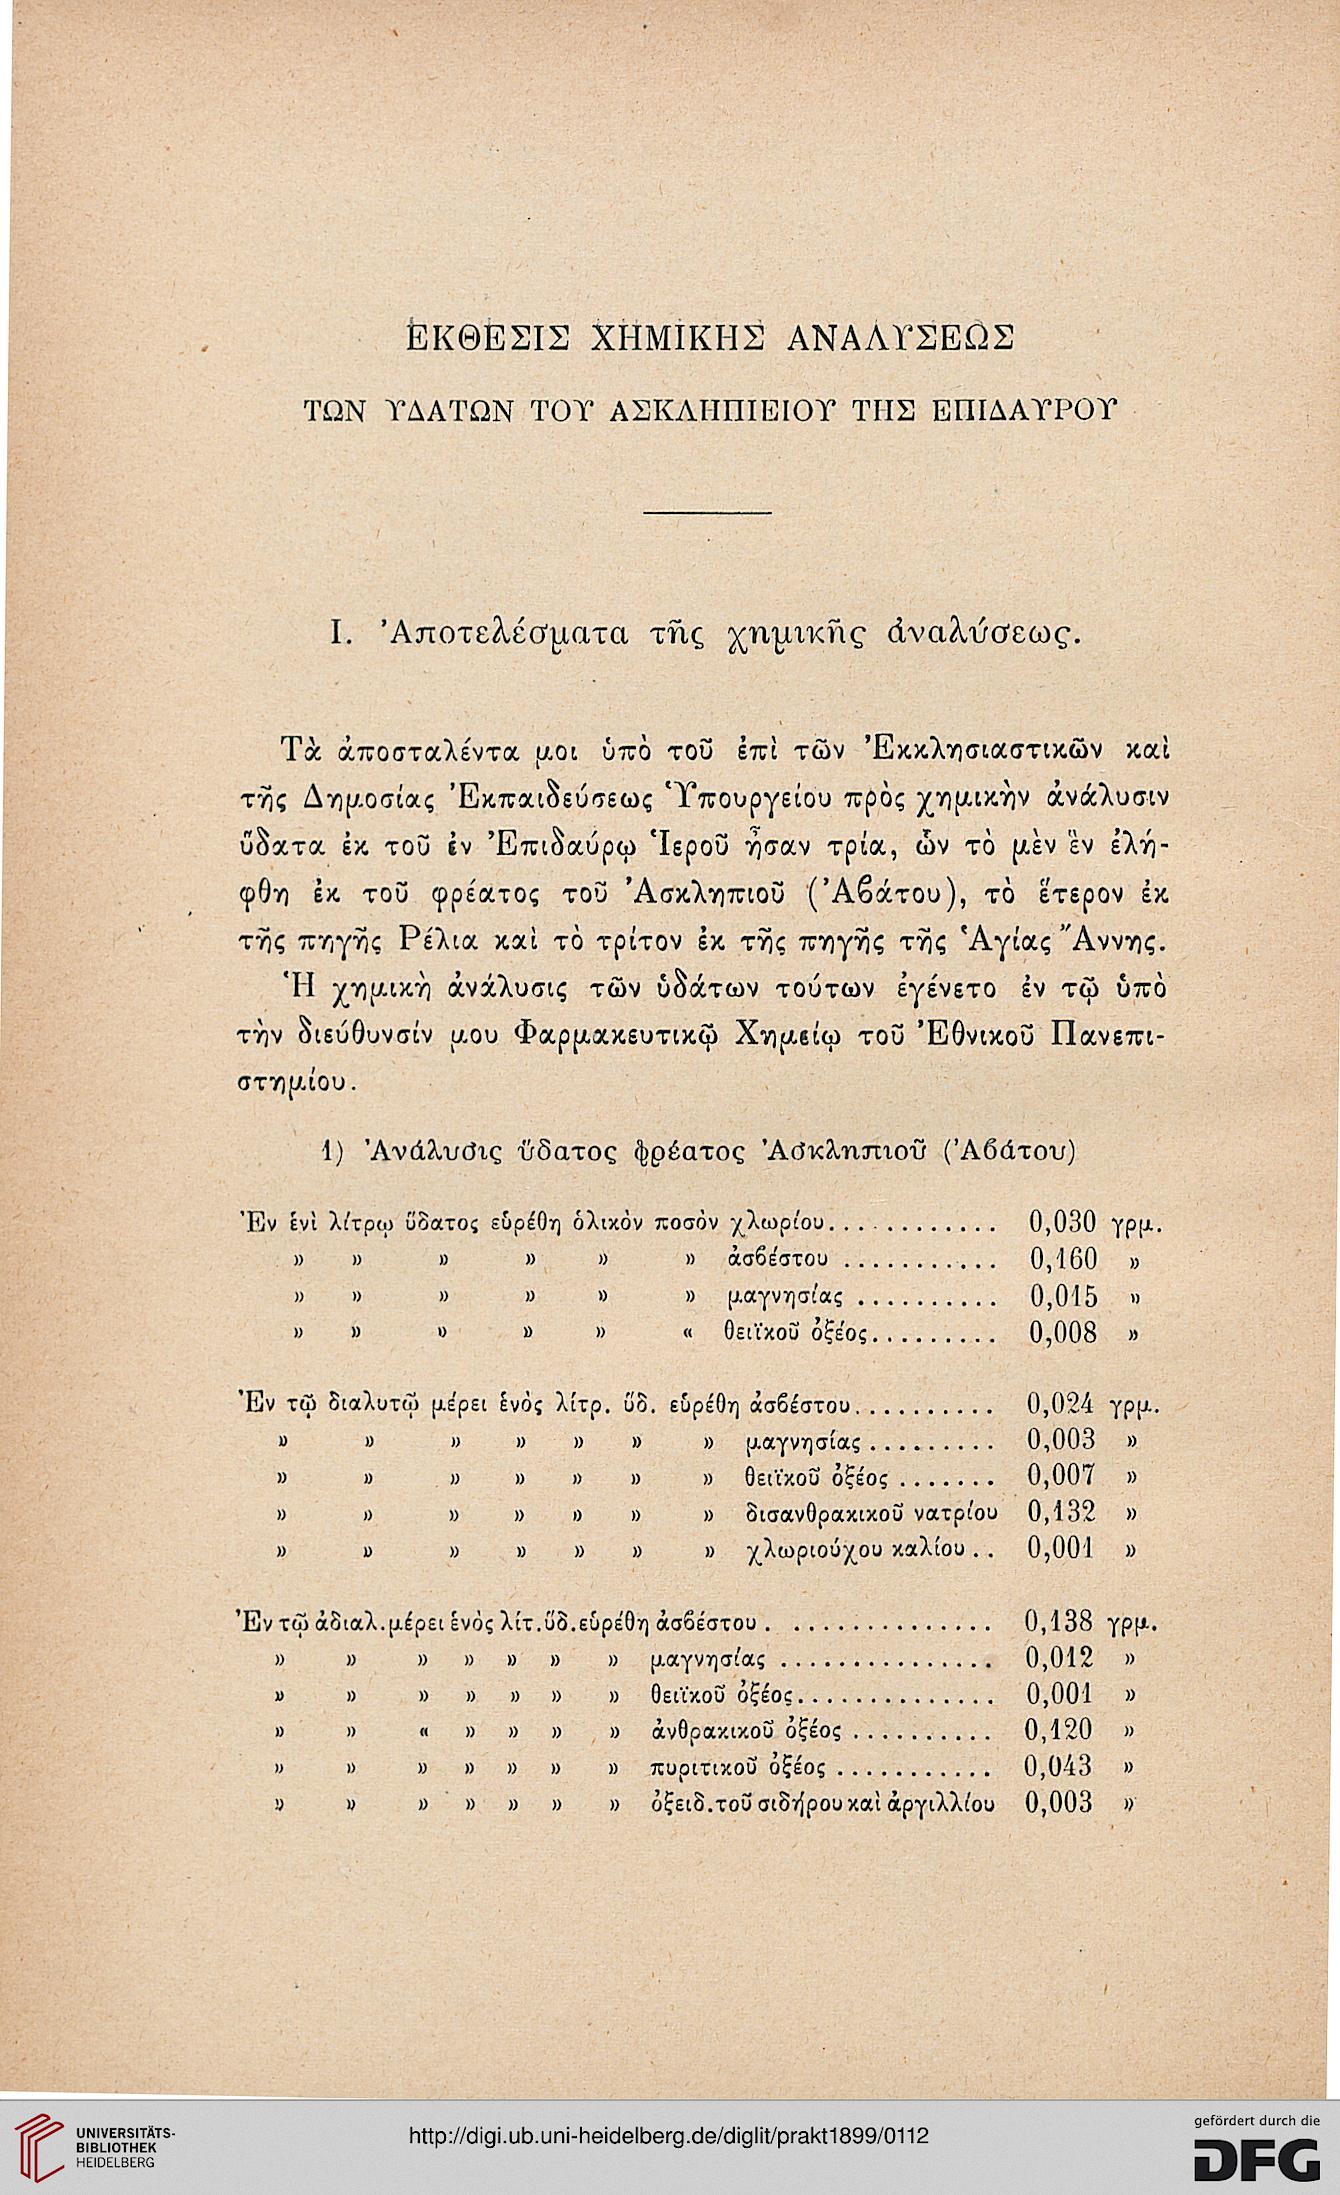 ΕΚΘΕΣΙΣ ΧΗΜΙΚΗΣ ΑΝΑΛΥΣΕΩΣ
ΤΩΝ ΥΔΑΤΩΝ ΤΟΥ ΑΣΚΛΗΠΙΕΙΟΥ ΤΗΣ ΕΠΙΔΑΥΡΟΥ
Ι. Ἀποτελέσματα τῆς χημικῆς ἀναλύσεως.
Τὰ ἀποσταλέντα μοι ὑπὸ τοῦ ἐπὶ τῶν Ἐκκλησιαστικῶν καὶ
τῆς Δημοσίας Ἐκπαιδεύσεως Ὑπουργείου πρὸς χημικὴν ἀνάλυσιν
ὕδατα ἐκ τοῦ ἐν Ἐπιδαύρῳ Ἱεροῦ ἦσαν τρία, ὧν τὸ μὲν ἓν ἐλή-
φθη ἐκ τοῦ φρέατος τοῦ Ἀσκληπιοῦ (Ἀβάτου), τὸ ἕτερον ἐκ
τῆς πηγῆς Ρέλια καὶ τὸ τρίτον ἐκ τῆς πηγῆς τῆς Ἁγίας Ἄννης.
Ἡ χημικὴ ἀνάλυσις τῶν ὑδάτων τούτων ἐγένετο ἐν τῷ ὑπὸ
τὴν διεύθυνσίν μου Φαρμακευτικῷ Χημείῳ τοῦ Ἐθνικοῦ Πανεπι-
στημίου.
1) Ἀνάλυσις ὕδατος φρέατος Ἀσκληπιοῦ (Ἀβάτου)
Ἐν ἑνὶ λίτρῳ ὕδατος εὑρέθη ὁλικὸν ποσὸν χλωρίου............. 0,030 γρμ.
» » » » » » ἀσβέστου ........... 0,160 »
» » » » » » μαγνησίας .......... 0,015 »
» » » » » « θειϊκοῦ ὀξέος......... 0,008 »
Ἐν τῷ διαλυτῷ μέρει ἑνὸς λίτρ. ὕδ. εὑρέθη ἀσβέστου.......... 0,024 γρμ.
» » » » » » » μαγνησίας ......... 0,003 »
» » » » » » » θειϊκοῦ ὀξέος ....... 0,007 »
» » » » » » » δισανθρακικοῦ νατρίου 0,132 »
» » » » » » » χλωριούχου καλίου .. 0,001 »
Ἐν τῷ ἀδιαλ. μέρει ἑνὸς λίτ. ὕδ. εὑρέθη ἀσβέστου . .............. 0,138 γρμ.
» » » » » » » μαγνησίας ............... 0,012 »
» » » » » » » θειϊκοῦ ὀξέος.............. 0,001 »
» » « » » » » ἀνθρακικοῦ ὀξέος .......... 0,120 »
» » » » » » » πυριτικοῦ ὀξέος ........... 0,043 »
» » » » » » » ὀξειδ. τοῦ σιδήρου καὶ ἀργιλλίου 0,003 »
UNIVERSITÄTS-
BIBLIOTHEK
HEIDELBERG
http://digi.ub.uni-heidelberg.de/diglit/prakt1899/0112
gefördert durch die
DFG